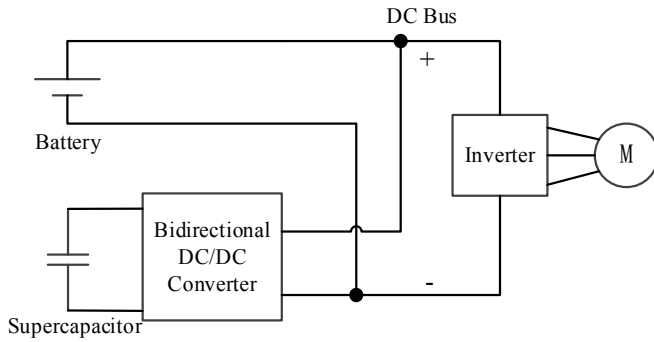 DC Bus
+
Battery
Inverter
M
Bidirectional
DC/DC
Converter
-
Supercapacitor